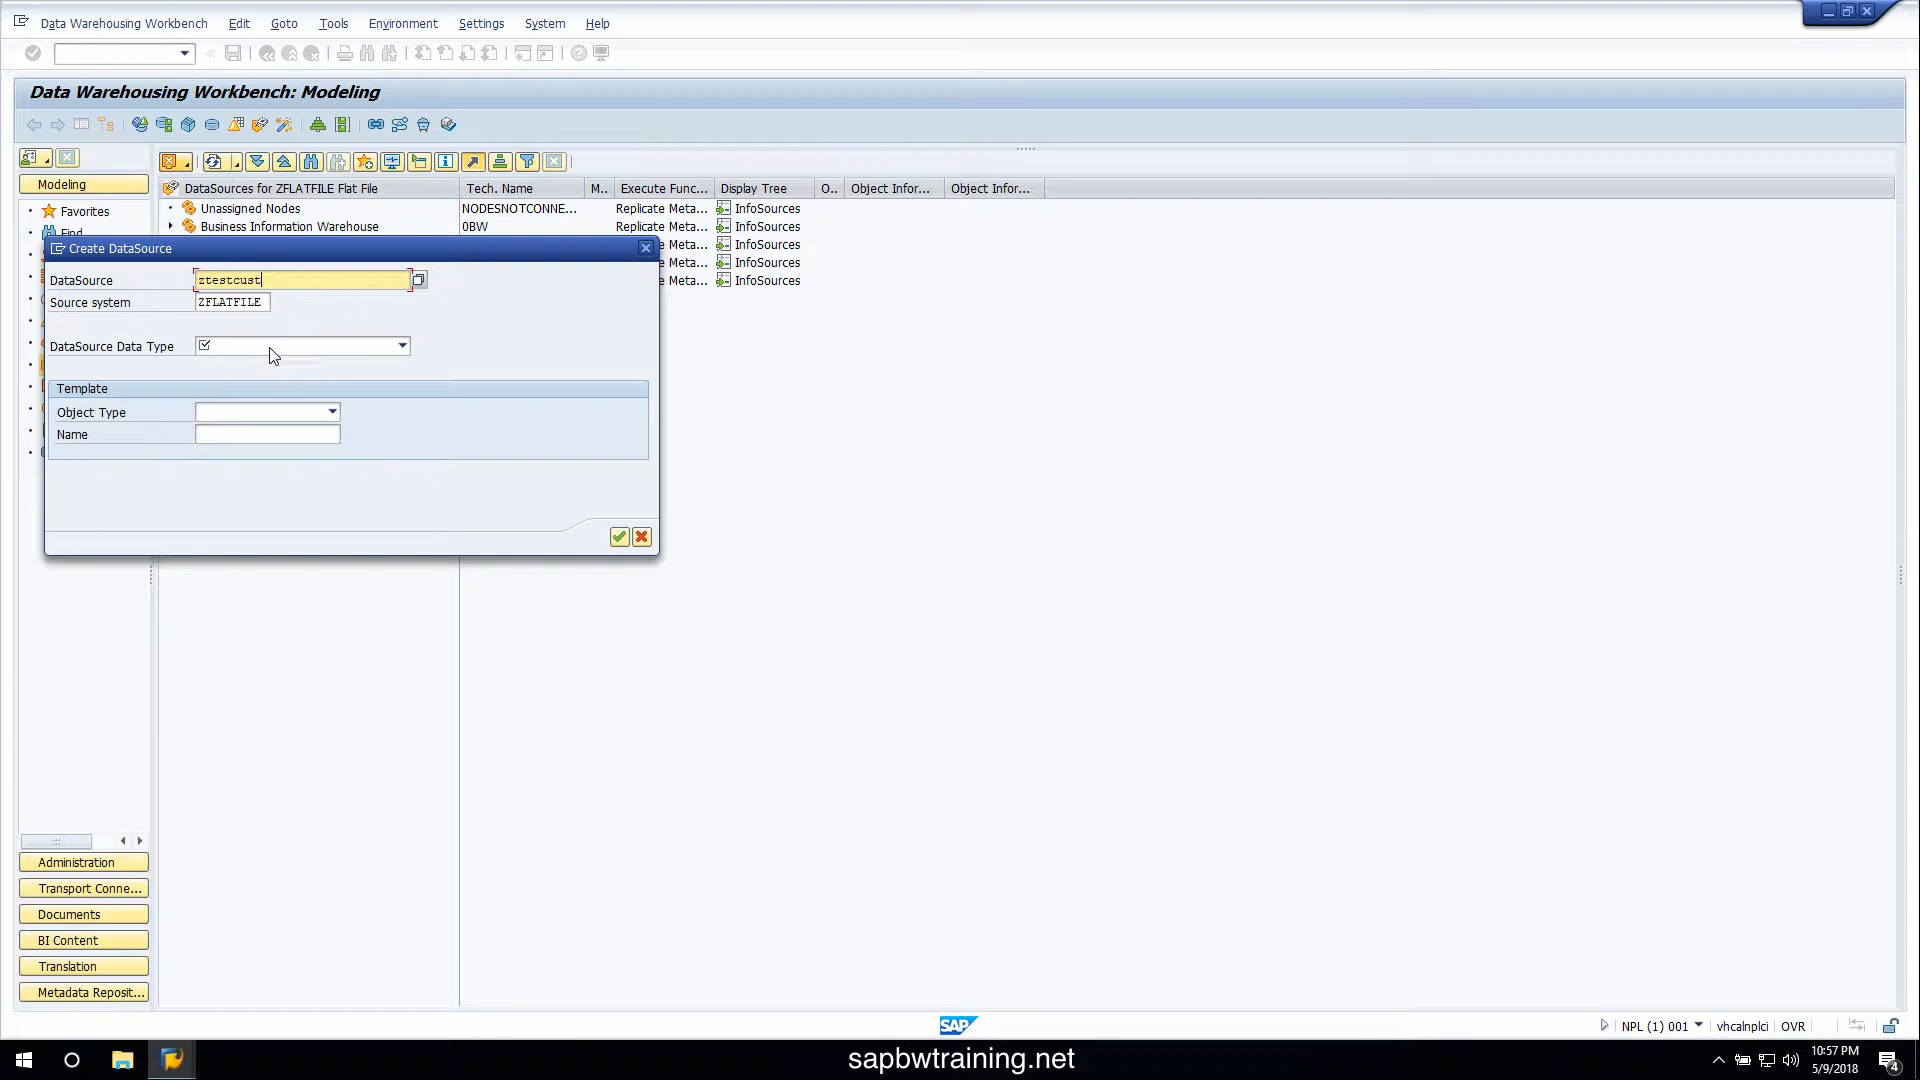 Data Warehousing Workbench Edit Goto Tools Environment Settings System Help
Data Warehousing Workbench: Modeling
Modeling
DataSources for ZFLATFILE Flat File Tech. Name M.. Execute Func... Display Tree O.. Object Infor... Object Infor...
Favorites
Unassigned Nodes NODESNOTCONNE... Replicate Meta... InfoSources
Find
Business Information Warehouse 0BW Replicate Meta... InfoSources
Meta... InfoSources
Meta... InfoSources
Meta... InfoSources
Create DataSource
DataSource ztestcust
Source system ZFLATFILE
DataSource Data Type
Template
Object Type
Name
Administration
Transport Conne...
Documents
BI Content
Translation
Metadata Reposit...
SAP
NPL (1) 001 vhcalnplci OVR
sapbwtraining.net
10:57 PM
5/9/2018
4